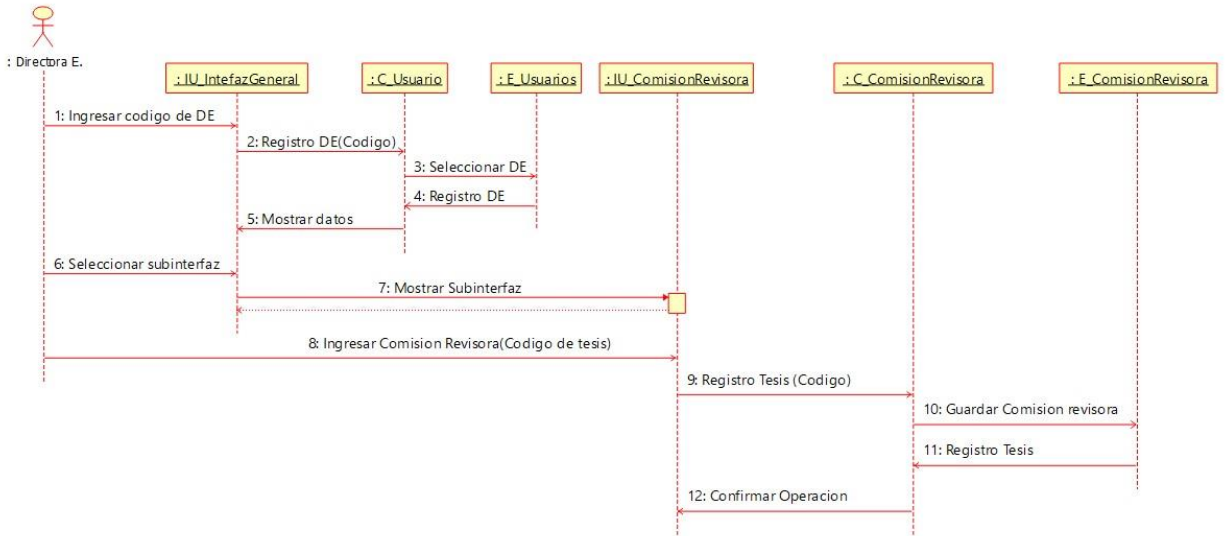 : Directora E.
: IU_IntefazGeneral
: C_Usuario
: E_Usuarios
: IU_ComisionRevisora
: C_ComisionRevisora
: E_ComisionRevisora
1: Ingresar codigo de DE
2: Registro DE(Codigo)
3: Seleccionar DE
4: Registro DE
5: Mostrar datos
6: Seleccionar subinterfaz
7: Mostrar Subinterfaz
8: Ingresar Comision Revisora(Codigo de tesis)
9: Registro Tesis (Codigo)
10: Guardar Comision revisora
11: Registro Tesis
12: Confirmar Operacion